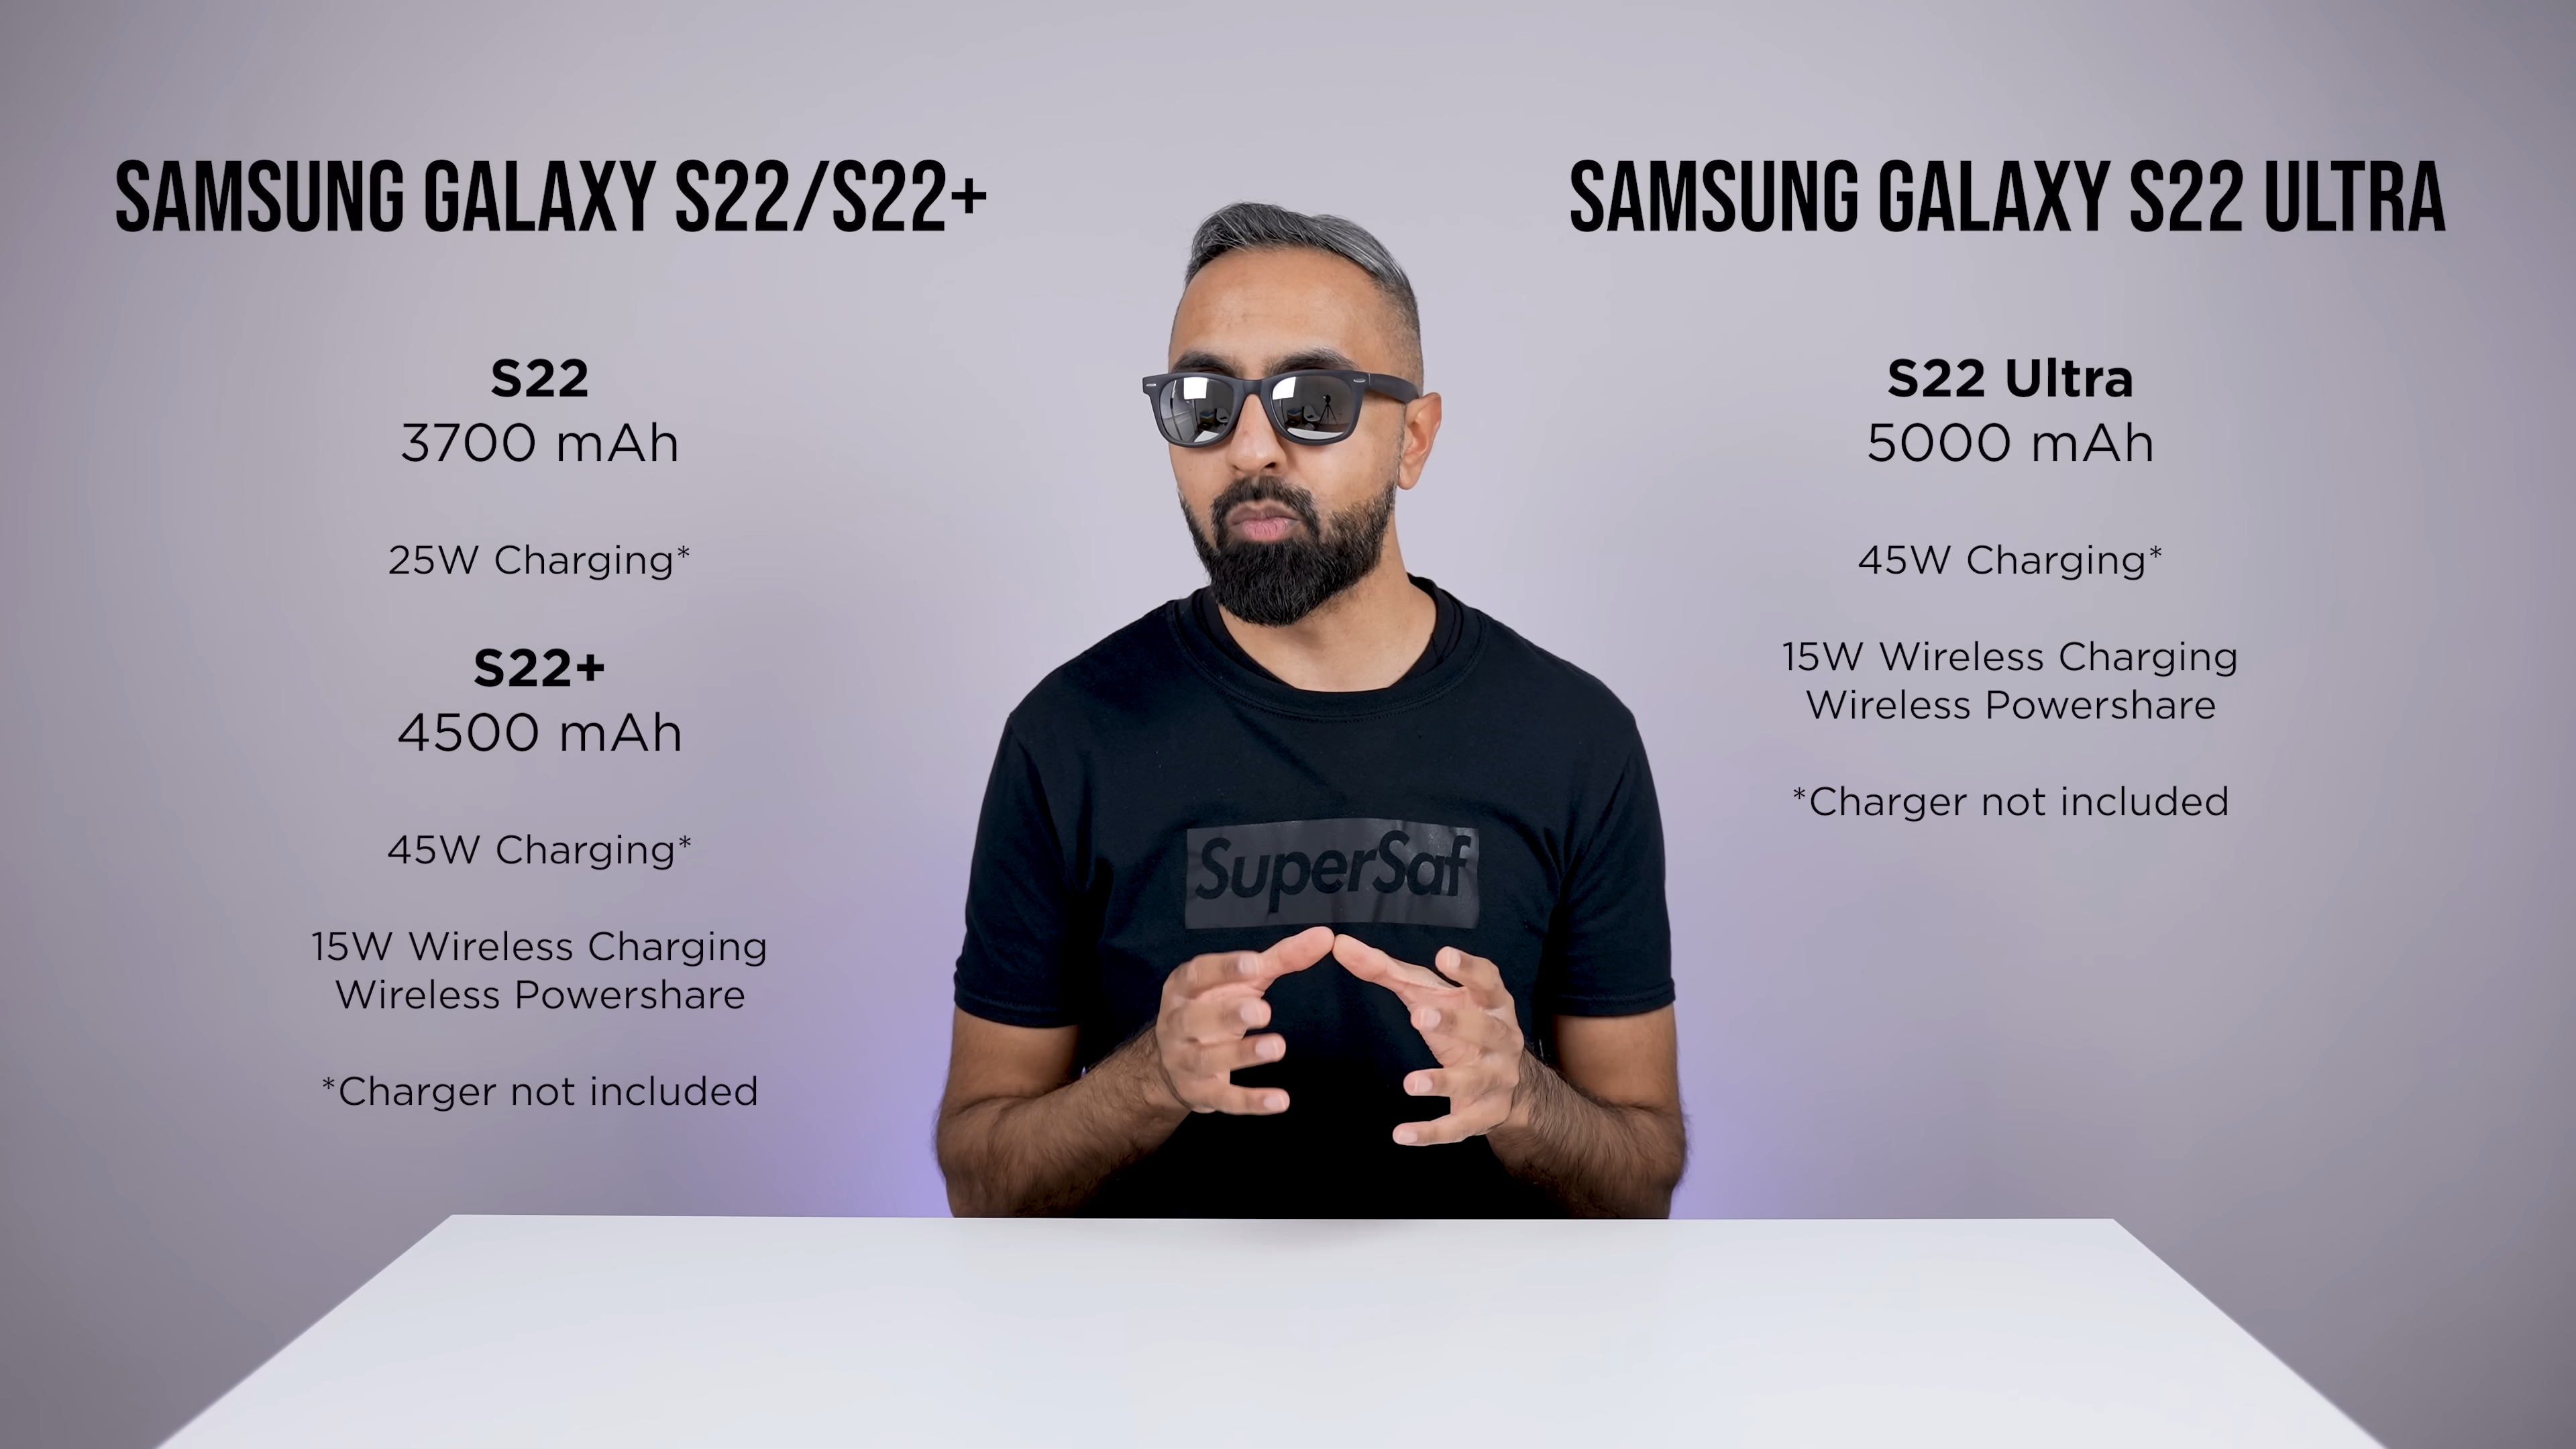 SAMSUNG GALAXY S22/S22+
S22
3700 mAh
25W Charging*
S22+
4500 mAh
45W Charging*
15W Wireless Charging
Wireless Powershare
*Charger not included
SuperSaf
SAMSUNG GALAXY S22 ULTRA
S22 Ultra
5000 mAh
45W Charging*
15W Wireless Charging
Wireless Powershare
*Charger not included